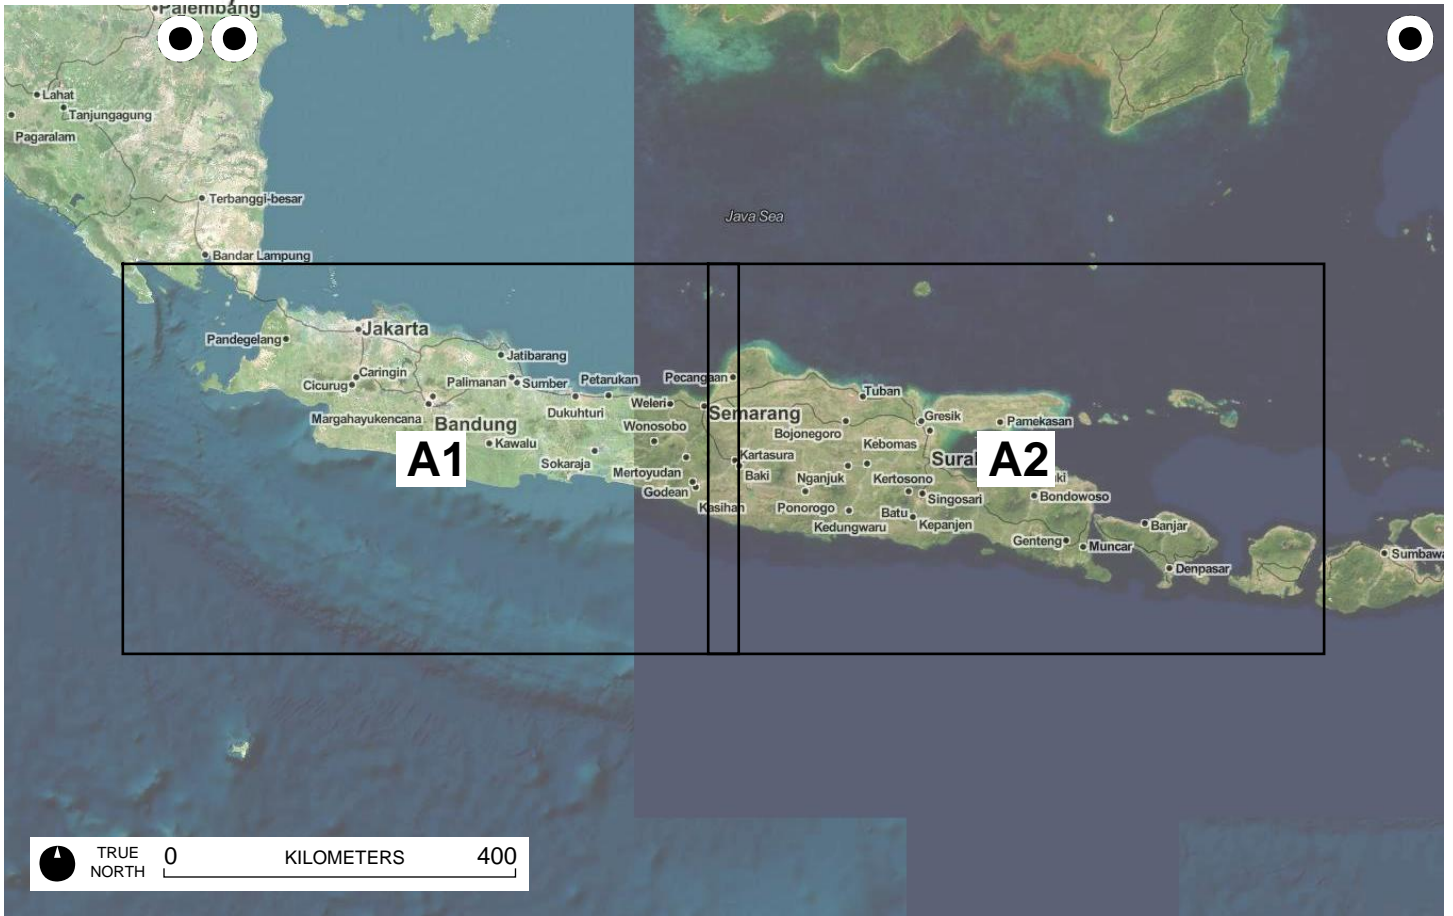 Palembang
Lahat
Tanjungagung
Pagaralam
Terbanggi-besar
Java Sea
Bandar Lampung
Jakarta
Pandegelang
Jatibarang
Caringin
Cicurug
Palimanan
Sumber
Petarukan
Pecangaan
Tuban
Margahayukencana
Bandung
Dukuhturi
Weleri
Semarang
Gresik
Pamekasan
Wonosobo
Bojonegoro
Kebomas
Kawalu
A1
Sokaraja
Kartasura
Sural
A2
Mertoyudan
Baki
Nganjuk
Kertosono
Godean
Singosari
Bondowoso
Kasihan
Ponorogo
Batu
Kedungwaru
Kepanjen
Banjar
Genteng
Muncar
Sumbawa
Denpasar
TRUE
NORTH
0 KILOMETERS 400